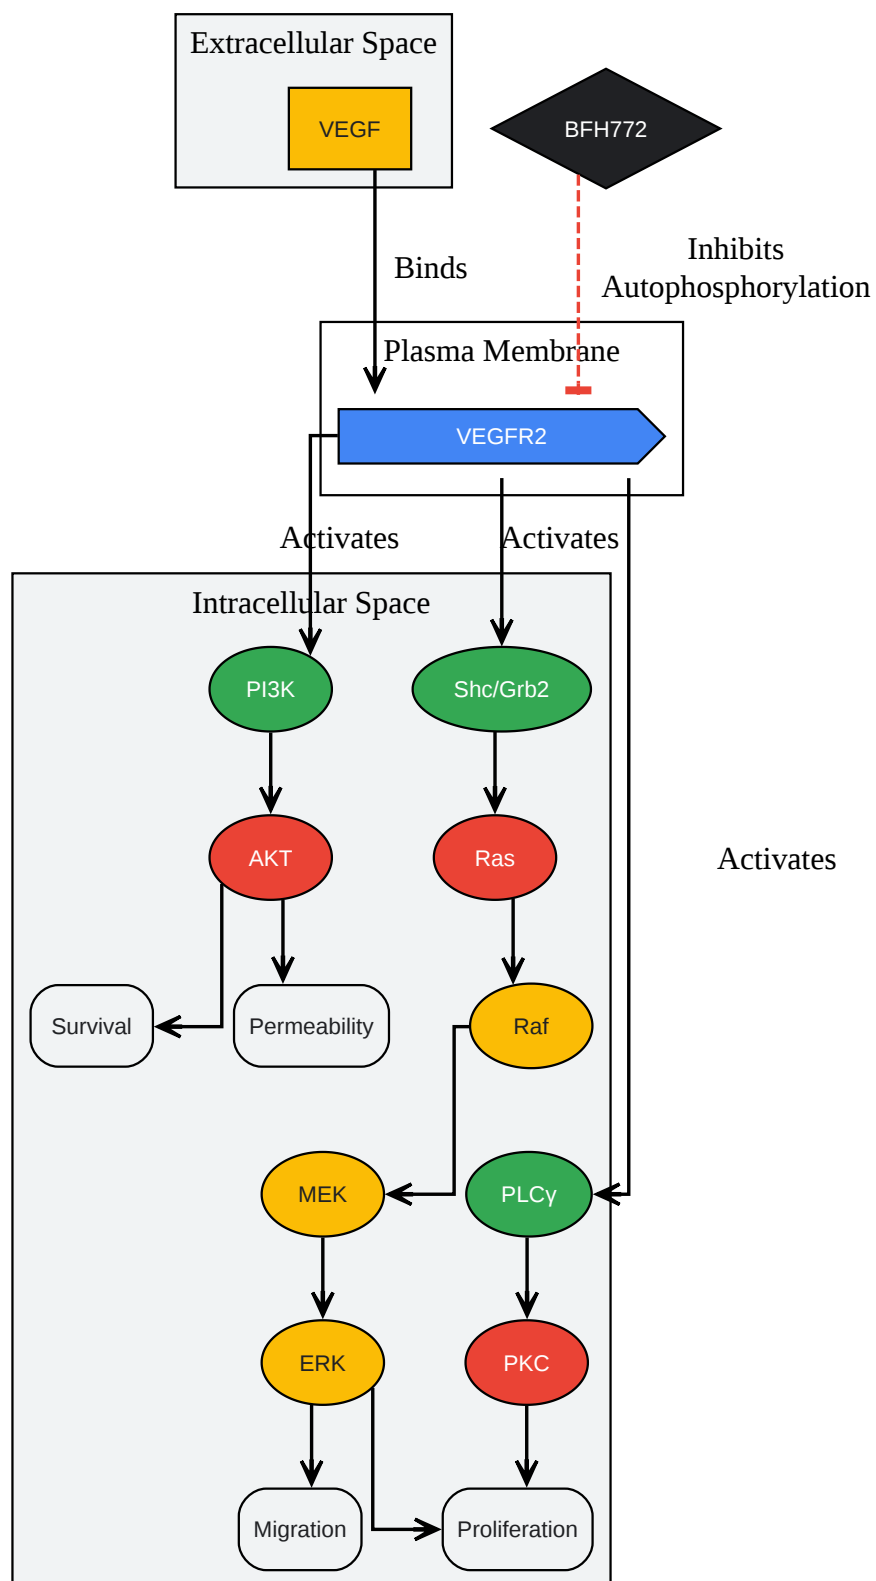 Extracellular Space
VEGF
BFH772
Binds
Inhibits
Autophosphorylation
Plasma Membrane
VEGFR2
Activates
Activates
Intracellular Space
PI3K
Shc/Grb2
AKT
Ras
Activates
Survival
Permeability
Raf
MEK
PLCγ
ERK
PKC
Migration
Proliferation